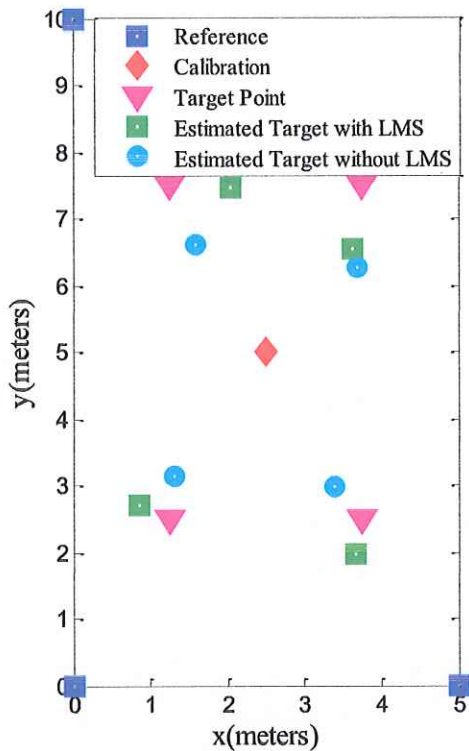 10
9
8
7
6
5
4
3
2
1
0
y(meters)
Reference
Calibration
Target Point
Estimated Target with LMS
Estimated Target without LMS
0 1 2 3 4 5
x(meters)